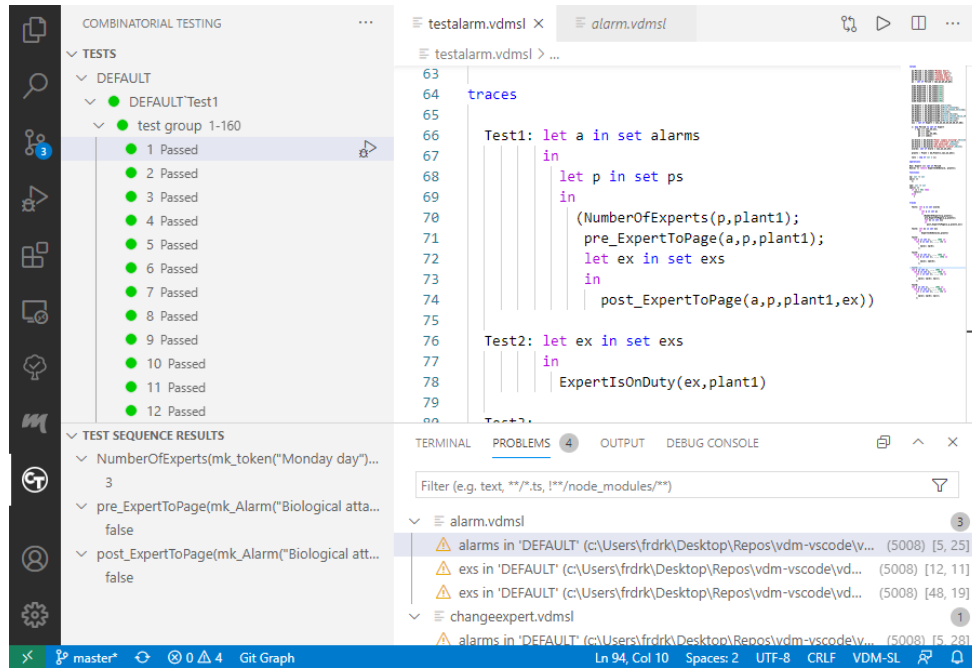 COMBINATORIAL TESTING
TESTS
DEFAULT
DEFAULT`Test1
test group 1-160
1 Passed
2 Passed
3 Passed
4 Passed
5 Passed
6 Passed
7 Passed
8 Passed
9 Passed
10 Passed
11 Passed
12 Passed
TEST SEQUENCE RESULTS
NumberOfExperts(mk_token("Monday day")...
3
pre_ExpertToPage(mk_Alarm("Biological atta...
false
post_ExpertToPage(mk_Alarm("Biological att...
false
3
testalarm.vdmsl alarm.vdmsl
testalarm.vdmsl > ...
63
64 traces
65
66 Test1: let a in set alarms
67 in
68 let p in set ps
69 in
70 (NumberOfExperts(p,plant1);
71 pre_ExpertToPage(a,p,plant1);
72 let ex in set exs
73 in
74 post_ExpertToPage(a,p,plant1,ex))
75
76 Test2: let ex in set exs
77 in
78 ExpertIsOnDuty(ex,plant1)
79
80 Test3:
TERMINAL PROBLEMS 4 OUTPUT DEBUG CONSOLE
Filter (e.g. text, **/*.ts, !**/node_modules/**)
alarm.vdmsl 3
alarms in 'DEFAULT' (c:\Users\frdrk\Desktop\Repos\vdm-vscode\v... (5008) [5, 25]
exs in 'DEFAULT' (c:\Users\frdrk\Desktop\Repos\vdm-vscode\vd... (5008) [12, 11]
exs in 'DEFAULT' (c:\Users\frdrk\Desktop\Repos\vdm-vscode\vd... (5008) [48, 19]
changeexpert.vdmsl 1
alarms in 'DEFAULT' (c:\Users\frdrk\Desktop\Repos\vdm-vscode\v... (5008) [5, 28]
master* 0 4 Git Graph Ln 94, Col 10 Spaces: 2 UTF-8 CRLF VDM-SL